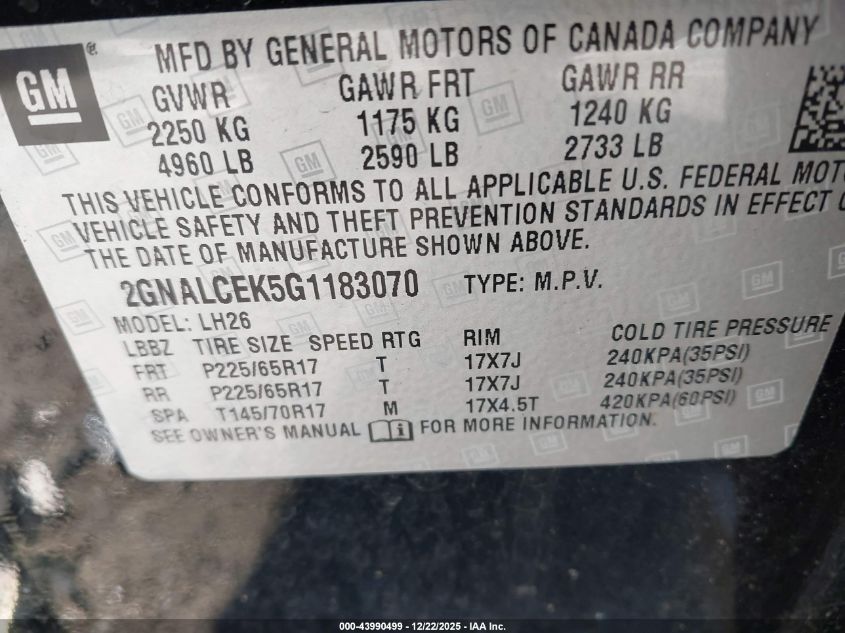 GM ®
MFD BY GENERAL MOTORS OF CANADA COMPANY
GVWR GAWR FRT GAWR RR
2250 KG 1175 KG 1240 KG
4960 LB 2590 LB 2733 LB
THIS VEHICLE CONFORMS TO ALL APPLICABLE U.S. FEDERAL MOT
VEHICLE SAFETY AND THEFT PREVENTION STANDARDS IN EFFECT O
THE DATE OF MANUFACTURE SHOWN ABOVE.
2GNALCEK5G1183070 TYPE: M.P.V.
MODEL: LH26
LBBZ TIRE SIZE SPEED RTG RIM COLD TIRE PRESSURE
FRT P225/65R17 T 17X7J 240KPA(35PSI)
RR P225/65R17 T 17X7J 240KPA(35PSI)
SPA T145/70R17 M 17X4.5T 420KPA(60PSI)
SEE OWNER'S MANUAL i FOR MORE INFORMATION.
000-43990499 - 12/22/2025 - IAA Inc.